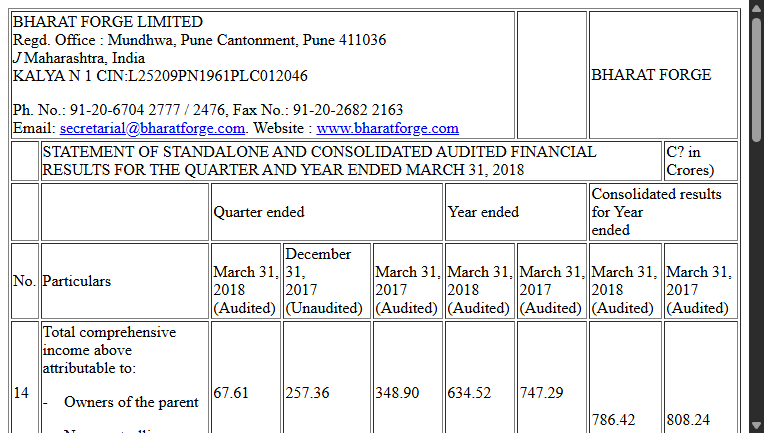 BHARAT FORGE LIMITED
Regd. Office : Mundhwa, Pune Cantonment, Pune 411036
J Maharashtra, India
KALYA N 1 CIN:L25209PN1961PLC012046
Ph. No.: 91-20-6704 2777 / 2476, Fax No.: 91-20-2682 2163
Email: secretarial@bharatforge.com. Website : www.bharatforge.com
BHARAT FORGE
STATEMENT OF STANDALONE AND CONSOLIDATED AUDITED FINANCIAL
RESULTS FOR THE QUARTER AND YEAR ENDED MARCH 31, 2018
C? in
Crores)
Quarter ended
Year ended
Consolidated results
for Year
ended
No.
Particulars
March 31,
2018
(Audited)
December
31,
2017
(Unaudited)
March 31,
2017
(Audited)
March 31,
2018
(Audited)
March 31,
2017
(Audited)
March 31,
2018
(Audited)
March 31,
2017
(Audited)
14
Total comprehensive
income above
attributable to:
- Owners of the parent
67.61
257.36
348.90
634.52
747.29
786.42
808.24